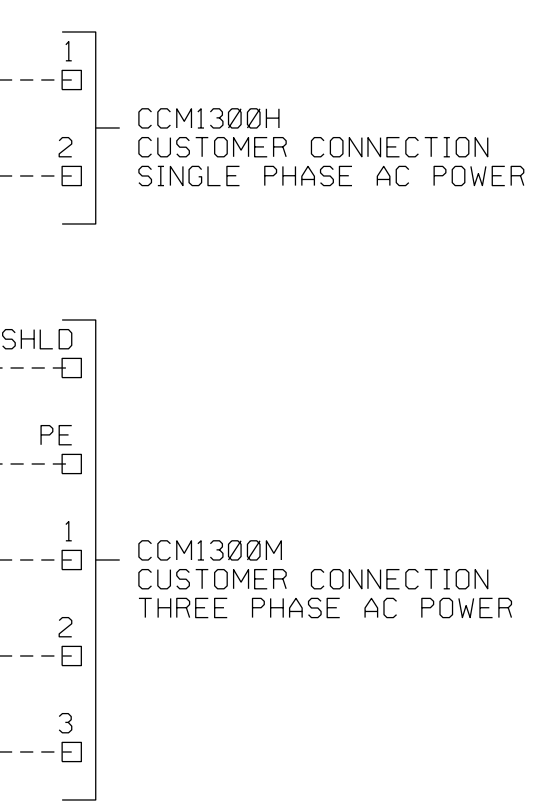 1
CCM1300H
2
CUSTOMER CONNECTION
SINGLE PHASE AC POWER
SHLD
PE
1
CCM1300M
CUSTOMER CONNECTION
THREE PHASE AC POWER
2
3